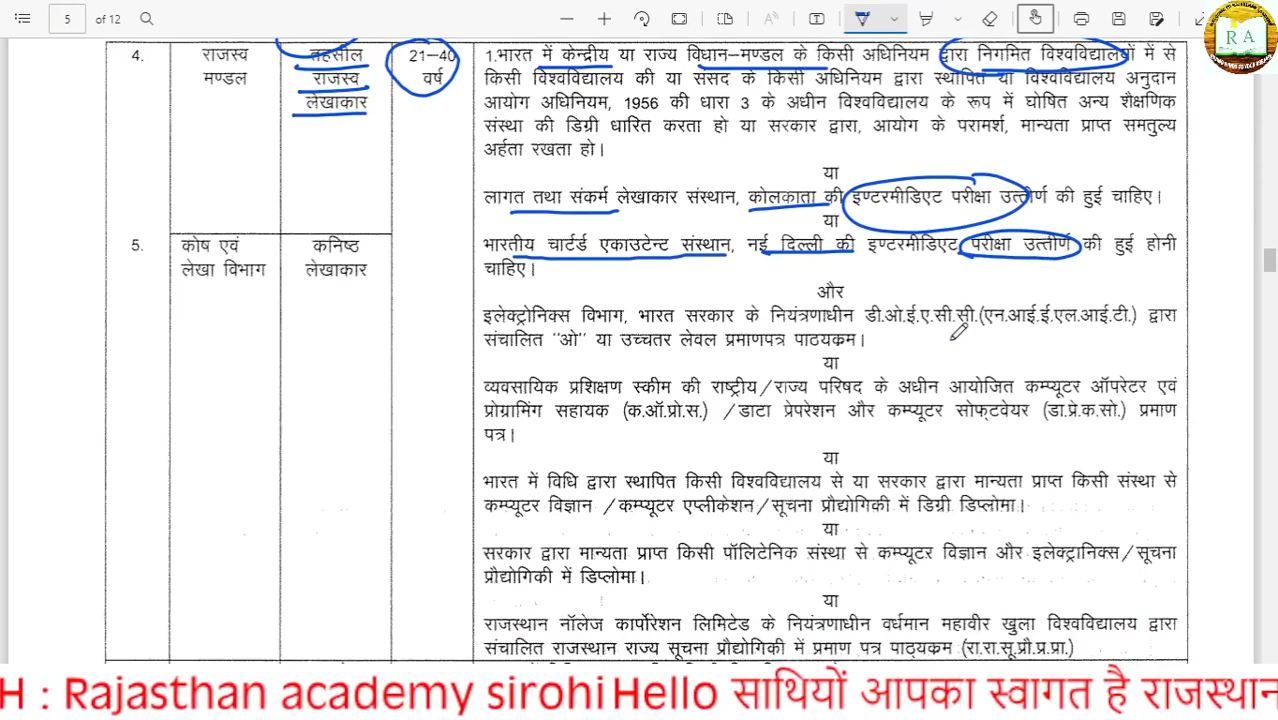 5 of 12
RA
4. राजस्व मण्डल
तहसील राजस्व लेखाकार
21–40 वर्ष
1.भारत में केन्द्रीय या राज्य विधान–मण्डल के किसी अधिनियम द्वारा निगमित विश्वविद्यालयों में से
किसी विश्वविद्यालय की या संसद के किसी अधिनियम द्वारा स्थापित या विश्वविद्यालय अनुदान
आयोग अधिनियम, 1956 की धारा 3 के अधीन विश्वविद्यालय के रूप में घोषित अन्य शैक्षणिक
संस्था की डिग्री धारित करता हो या सरकार द्वारा, आयोग के परामर्श, मान्यता प्राप्त समतुल्य
अर्हता रखता हो।
या
लागत तथा संकर्म लेखाकार संस्थान, कोलकाता की इण्टरमीडिएट परीक्षा उत्तीर्ण की हुई चाहिए।
या
5. कोष एवं लेखा विभाग
कनिष्ठ लेखाकार
भारतीय चार्टर्ड एकाउटेन्ट संस्थान, नई दिल्ली की इण्टरमीडिएट परीक्षा उत्तीर्ण की हुई होनी
चाहिए।
और
इलेक्ट्रोनिक्स विभाग, भारत सरकार के नियंत्रणाधीन डी.ओ.ई.ए.सी.सी.(एन.आई.ई.एल.आई.टी.) द्वारा
संचालित "ओ" या उच्चतर लेवल प्रमाणपत्र पाठयकम।
या
व्यवसायिक प्रशिक्षण स्कीम की राष्ट्रीय/राज्य परिषद के अधीन आयोजित कम्प्यूटर ऑपरेटर एवं
प्रोग्रामिंग सहायक (क.ऑ.प्रो.स.) /डाटा प्रेपरेशन और कम्प्यूटर सोफ्टवेयर (डा.प्रे.क.सो.) प्रमाण
पत्र।
या
भारत में विधि द्वारा स्थापित किसी विश्वविद्यालय से या सरकार द्वारा मान्यता प्राप्त किसी संस्था से
कम्प्यूटर विज्ञान /कम्प्यूटर एप्लीकेशन/सूचना प्रौद्योगिकी में डिग्री डिप्लोमा।
या
सरकार द्वारा मान्यता प्राप्त किसी पॉलिटेनिक संस्था से कम्प्यूटर विज्ञान और इलेक्ट्रानिक्स/सूचना
प्रौद्योगिकी में डिप्लोमा।
या
राजस्थान नॉलेज कार्पोरेशन लिमिटेड के नियंत्रणाधीन वर्धमान महावीर खुला विश्वविद्यालय द्वारा
संचालित राजस्थान राज्य सूचना प्रौद्योगिकी में प्रमाण पत्र पाठ्यकम (रा.रा.सू.प्रौ.प्र.प्रा.)
H : Rajasthan academy sirohi Hello साथियों आपका स्वागत है राजस्थान